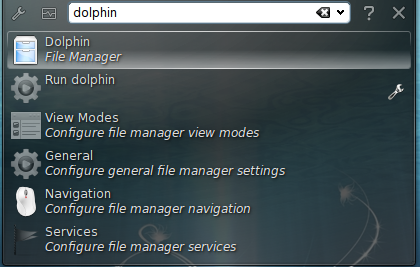 dolphin
Dolphin
File Manager
Run dolphin
View Modes
Configure file manager view modes
General
Configure general file manager settings
Navigation
Configure file manager navigation
Services
Configure file manager services